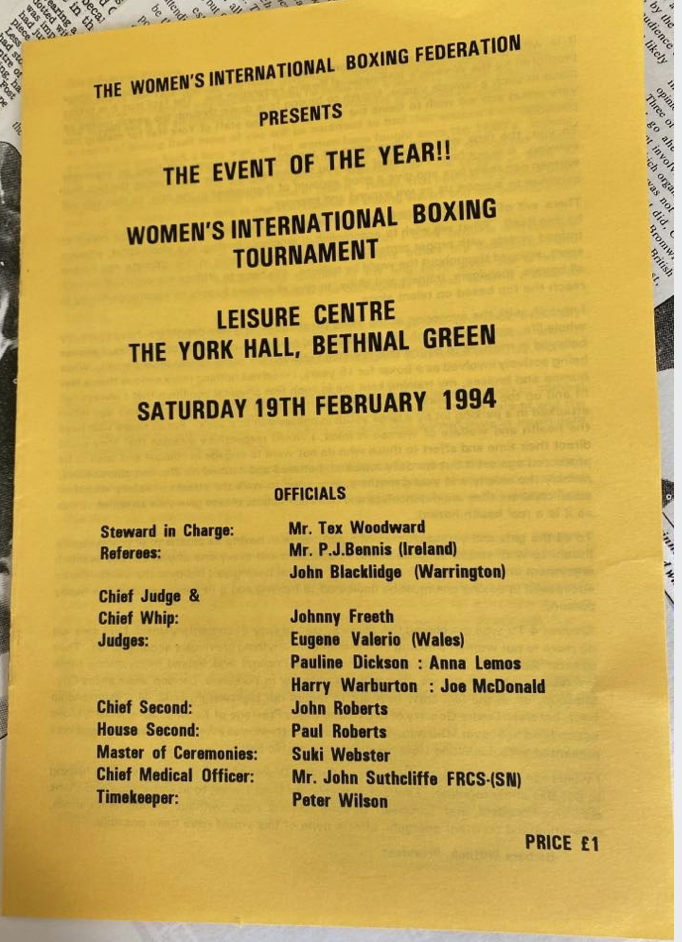 THE WOMEN'S INTERNATIONAL BOXING FEDERATION
PRESENTS
THE EVENT OF THE YEAR!!
WOMEN'S INTERNATIONAL BOXING
TOURNAMENT
LEISURE CENTRE
THE YORK HALL, BETHNAL GREEN
SATURDAY 19TH FEBRUARY 1994
OFFICIALS
Steward in Charge: Mr. Tex Woodward
Referees: Mr. P.J.Bennis (Ireland)
John Blacklidge (Warrington)
Chief Judge &
Chief Whip: Johnny Freeth
Judges: Eugene Valerio (Wales)
Pauline Dickson : Anna Lemos
Harry Warburton : Joe McDonald
Chief Second: John Roberts
House Second: Paul Roberts
Master of Ceremonies: Suki Webster
Chief Medical Officer: Mr. John Suthcliffe FRCS-(SN)
Timekeeper: Peter Wilson
PRICE £1